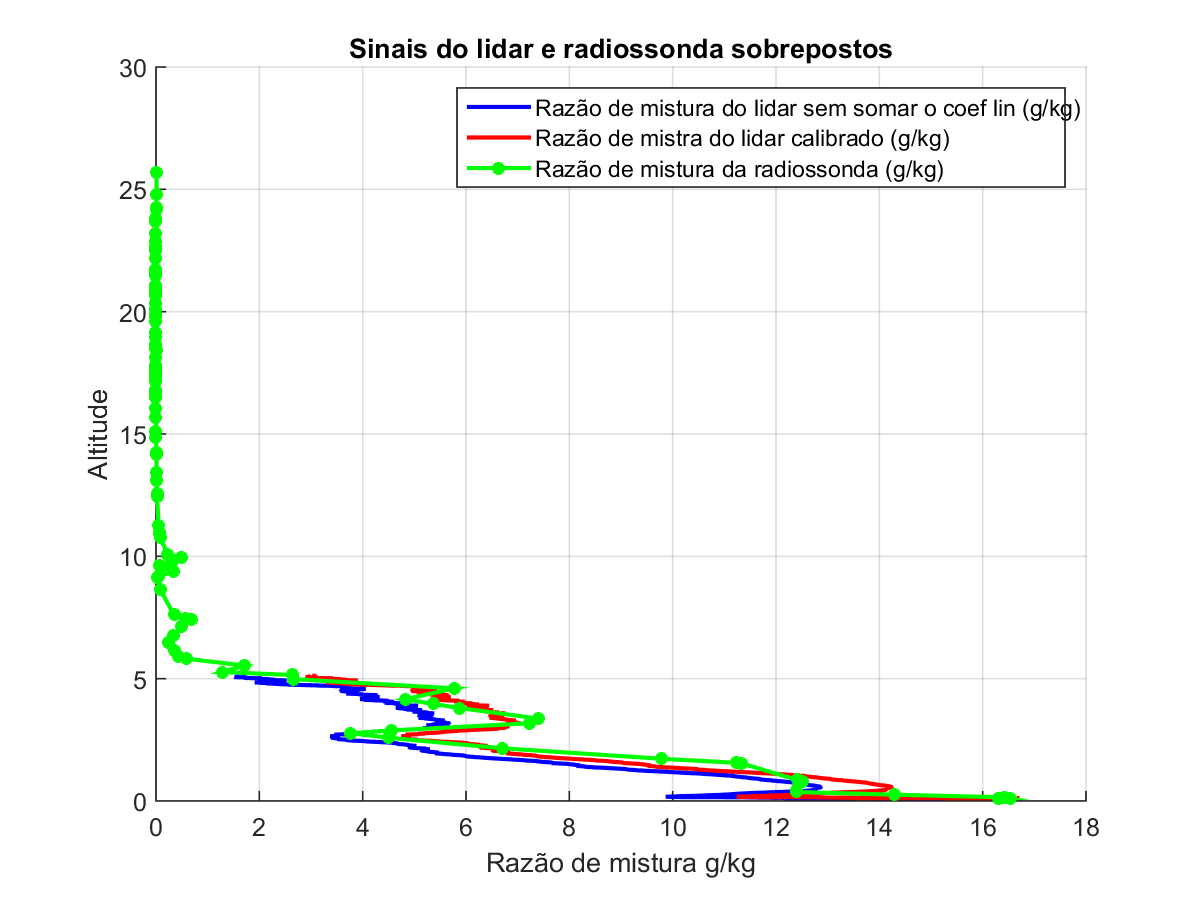 Sinais do lidar e radiossonda sobrepostos
30
25
20
15
10
5
0
Altitude
Razão de mistura do lidar sem somar o coef lin (g/kg)
Razão de mistra do lidar calibrado (g/kg)
Razão de mistura da radiossonda (g/kg)
0 2 4 6 8 10 12 14 16 18
Razão de mistura g/kg